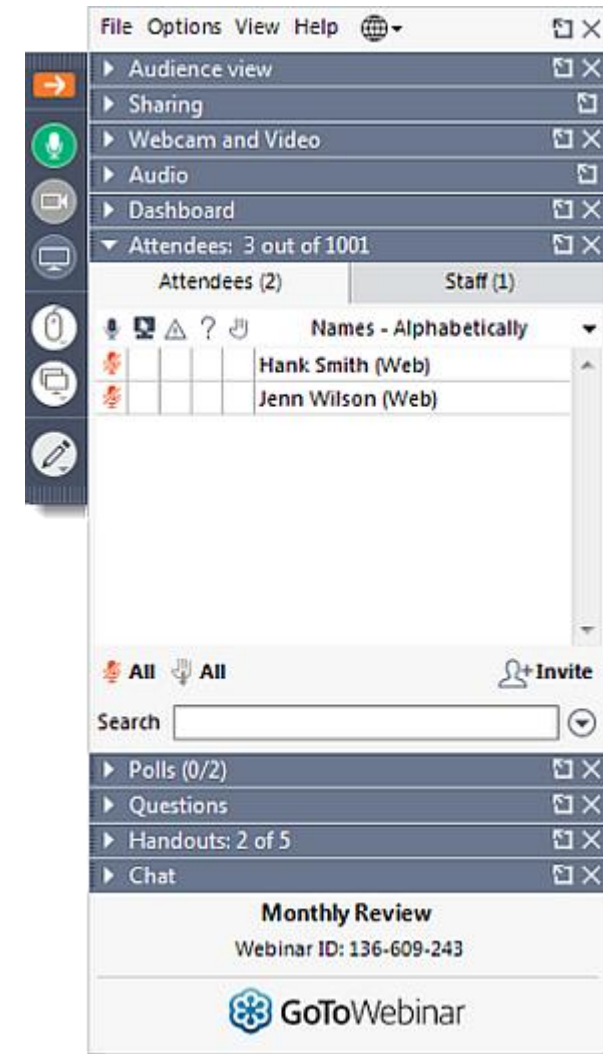 File Options View Help
Audience view
Sharing
Webcam and Video
Audio
Dashboard
Attendees: 3 out of 1001
Attendees (2) Staff (1)
? Names - Alphabetically
Hank Smith (Web)
Jenn Wilson (Web)
All All Invite
Search
Polls (0/2)
Questions
Handouts: 2 of 5
Chat
Monthly Review
Webinar ID: 136-609-243
GoToWebinar